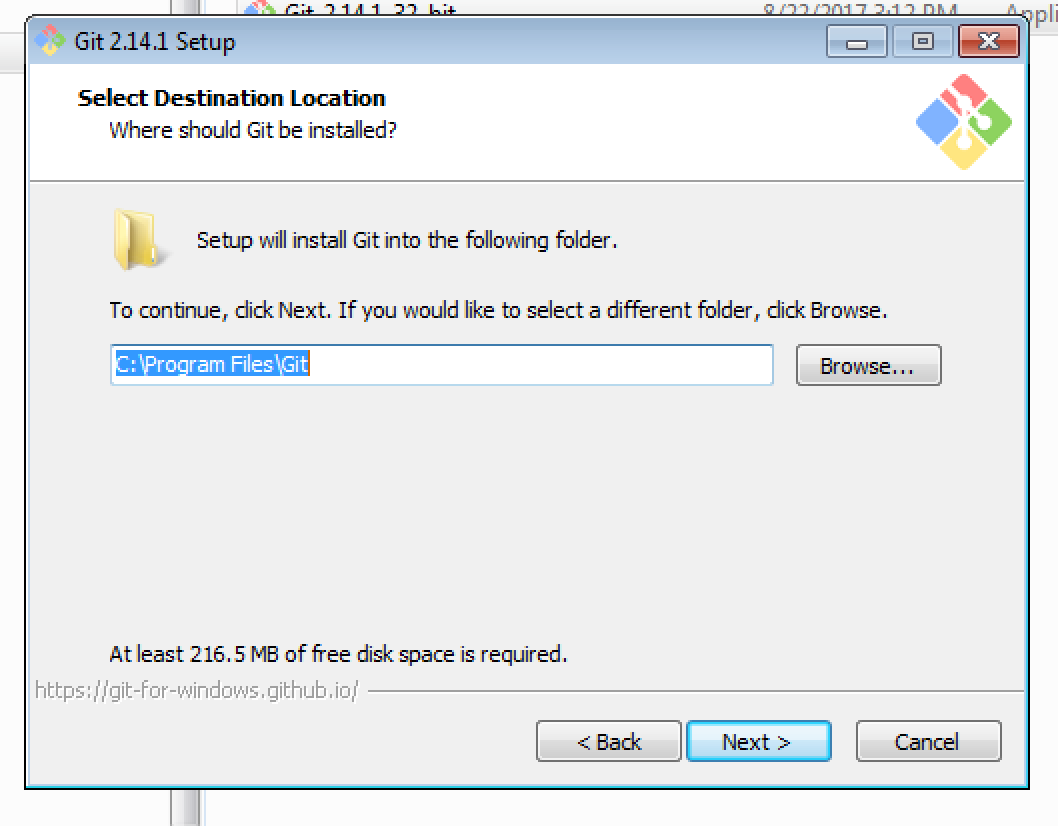 Git 2.14.1 32-bit 8/22/2017 3:12 PM Appli
Git 2.14.1 Setup
Select Destination Location
Where should Git be installed?
Setup will install Git into the following folder.
To continue, click Next. If you would like to select a different folder, click Browse.
C:\Program Files\Git Browse...
At least 216.5 MB of free disk space is required.
https://git-for-windows.github.io/
< Back Next > Cancel